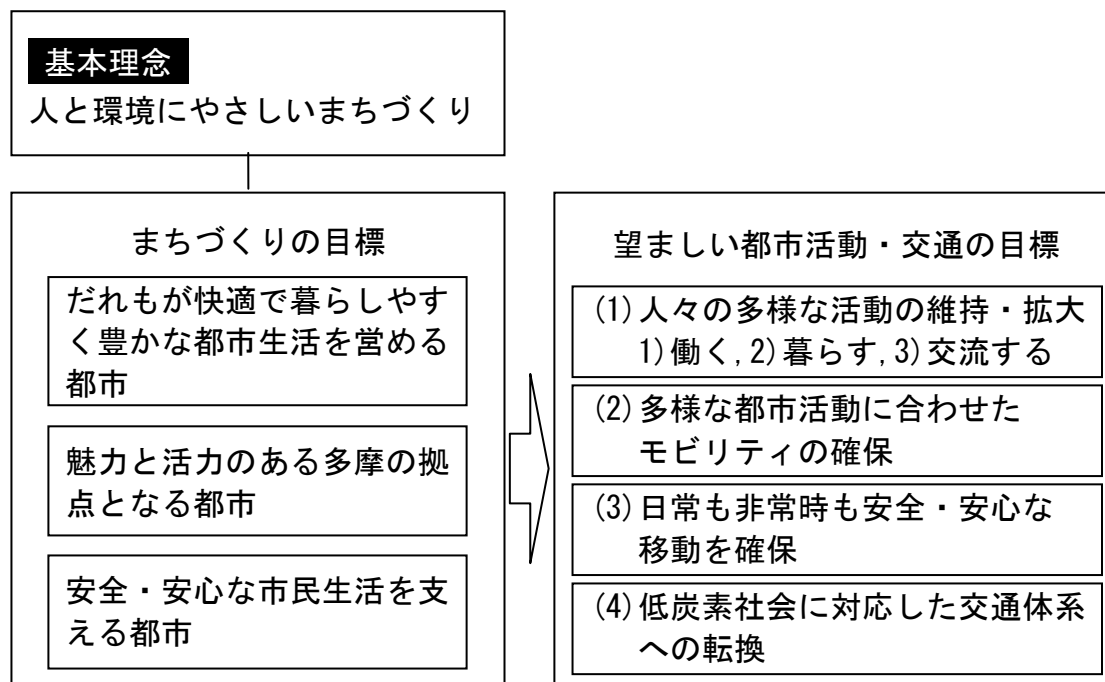 基本理念
人と環境にやさしいまちづくり
まちづくりの目標
だれもが快適で暮らしやす
く豊かな都市生活を営める
都市
魅力と活力のある多摩の拠
点となる都市
安全・安心な市民生活を支
える都市
望ましい都市活動・交通の目標
(1)人々の多様な活動の維持・拡大
1)働く,2)暮らす,3)交流する
(2)多様な都市活動に合わせた
モビリティの確保
(3)日常も非常時も安全・安心な
移動を確保
(4)低炭素社会に対応した交通体系
への転換